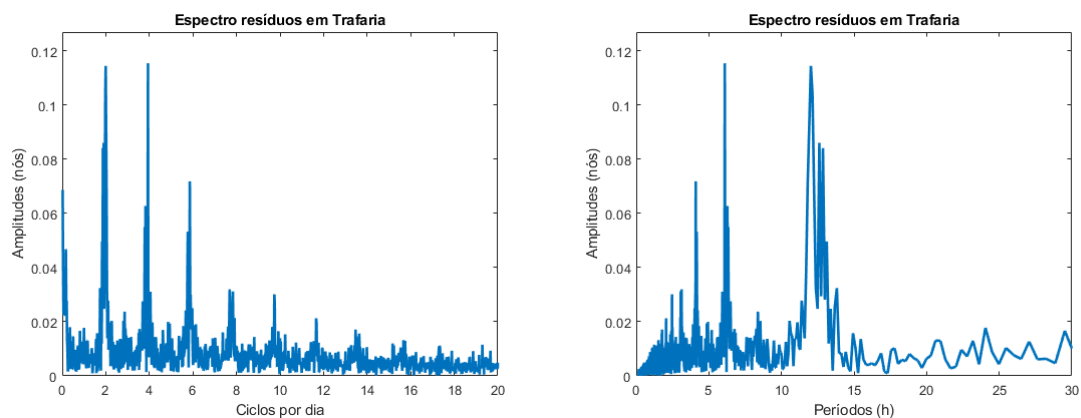 Espectro resíduos em Trafaria
Amplitudes (nós)
0.12
0.1
0.08
0.06
0.04
0.02
0
0 2 4 6 8 10 12 14 16 18 20
Ciclos por dia
Espectro resíduos em Trafaria
Amplitudes (nós)
0.12
0.1
0.08
0.06
0.04
0.02
0
0 5 10 15 20 25 30
Períodos (h)